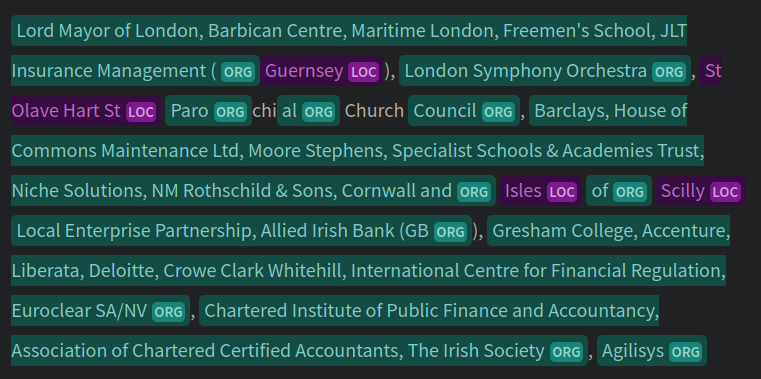 Lord Mayor of London, Barbican Centre, Maritime London, Freemen's School, JLT
Insurance Management ( ORG Guernsey LOC ), London Symphony Orchestra ORG , St
Olave Hart St LOC Paro ORG chi al ORG Church Council ORG , Barclays, House of
Commons Maintenance Ltd, Moore Stephens, Specialist Schools & Academies Trust,
Niche Solutions, NM Rothschild & Sons, Cornwall and ORG Isles LOC of ORG Scilly LOC
Local Enterprise Partnership, Allied Irish Bank (GB ORG ), Gresham College, Accenture,
Liberata, Deloitte, Crowe Clark Whitehill, International Centre for Financial Regulation,
Euroclear SA/NV ORG , Chartered Institute of Public Finance and Accountancy,
Association of Chartered Certified Accountants, The Irish Society ORG , Agilisys ORG